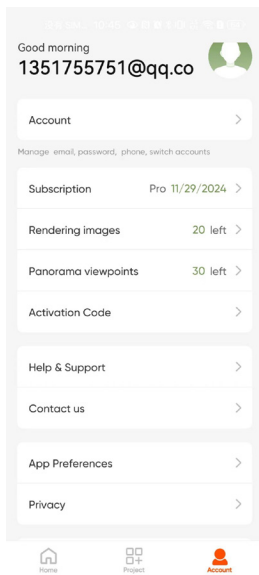 Good morning
1351755751@qq.co
Account
Manage email, password, phone, switch accounts
Subscription Pro 11/29/2024
Rendering images 20 left
Panorama viewpoints 30 left
Activation Code
Help & Support
Contact us
App Preferences
Privacy
Home Project Account